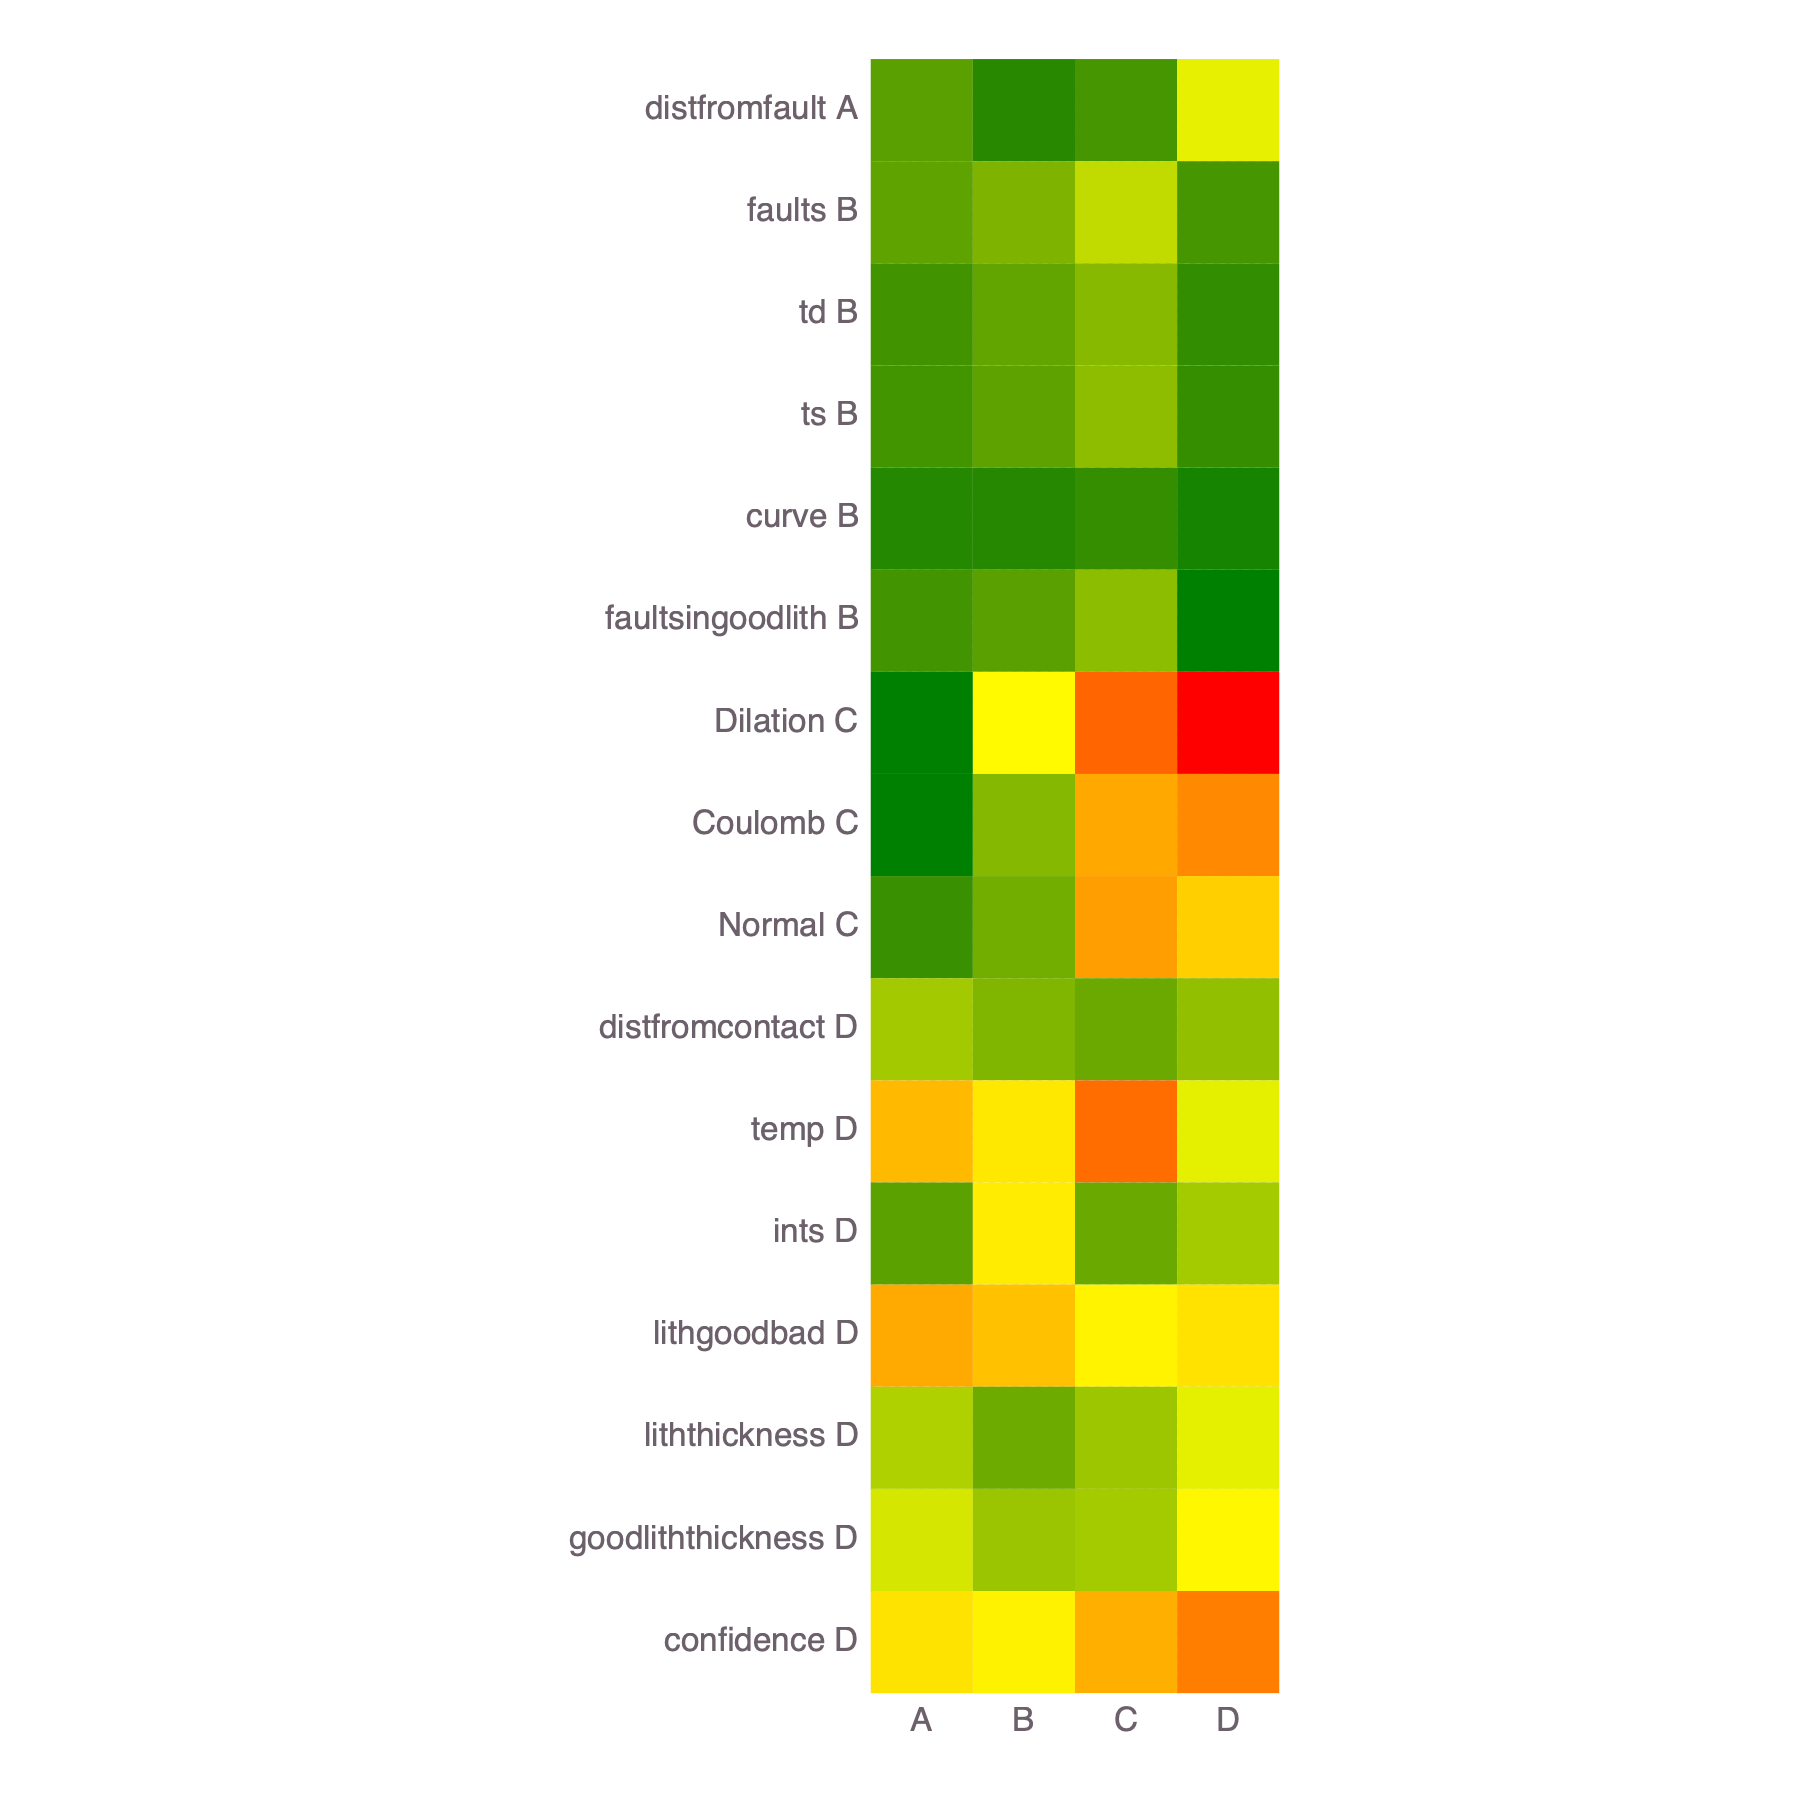 distfromfault A
faults B
td B
ts B
curve B
faultsingoodlith B
Dilation C
Coulomb C
Normal C
distfromcontact D
temp D
ints D
lithgoodbad D
liththickness D
goodliththickness D
confidence D
A B C D